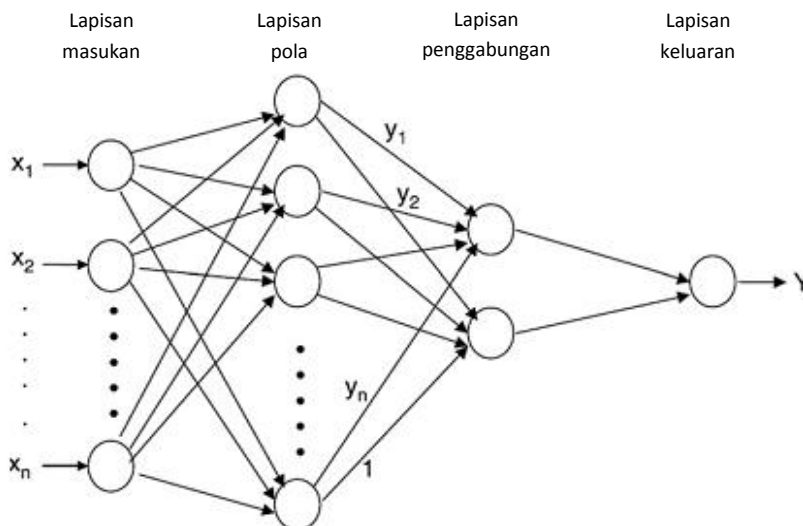 Lapisan masukan
Lapisan pola
Lapisan penggabungan
Lapisan keluaran
x₁
x₂
xₙ
y₁
y₂
yₙ
1
Y